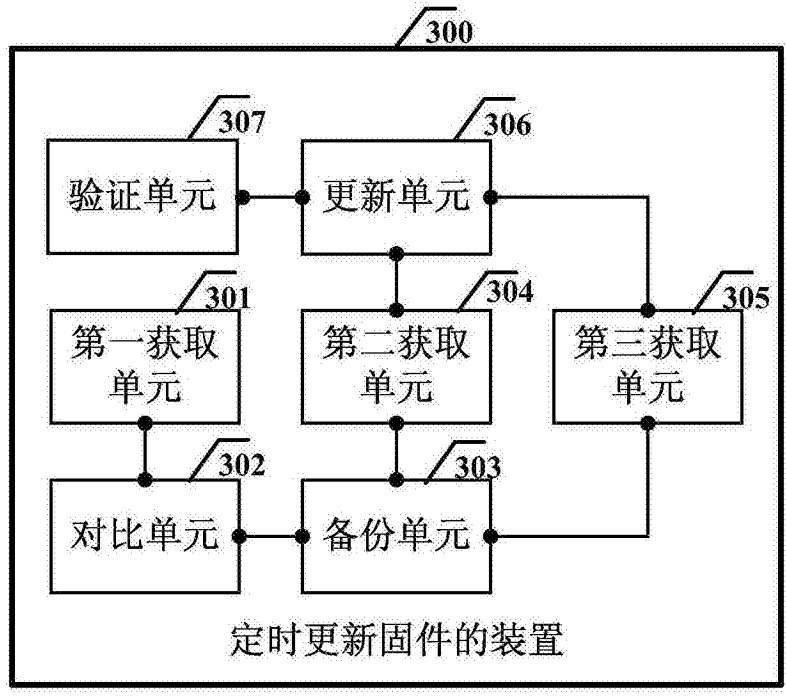 300
307
306
验证单元
更新单元
301
304
305
第一获取
单元
第二获取
单元
第三获取
单元
302
303
对比单元
备份单元
定时更新固件的装置